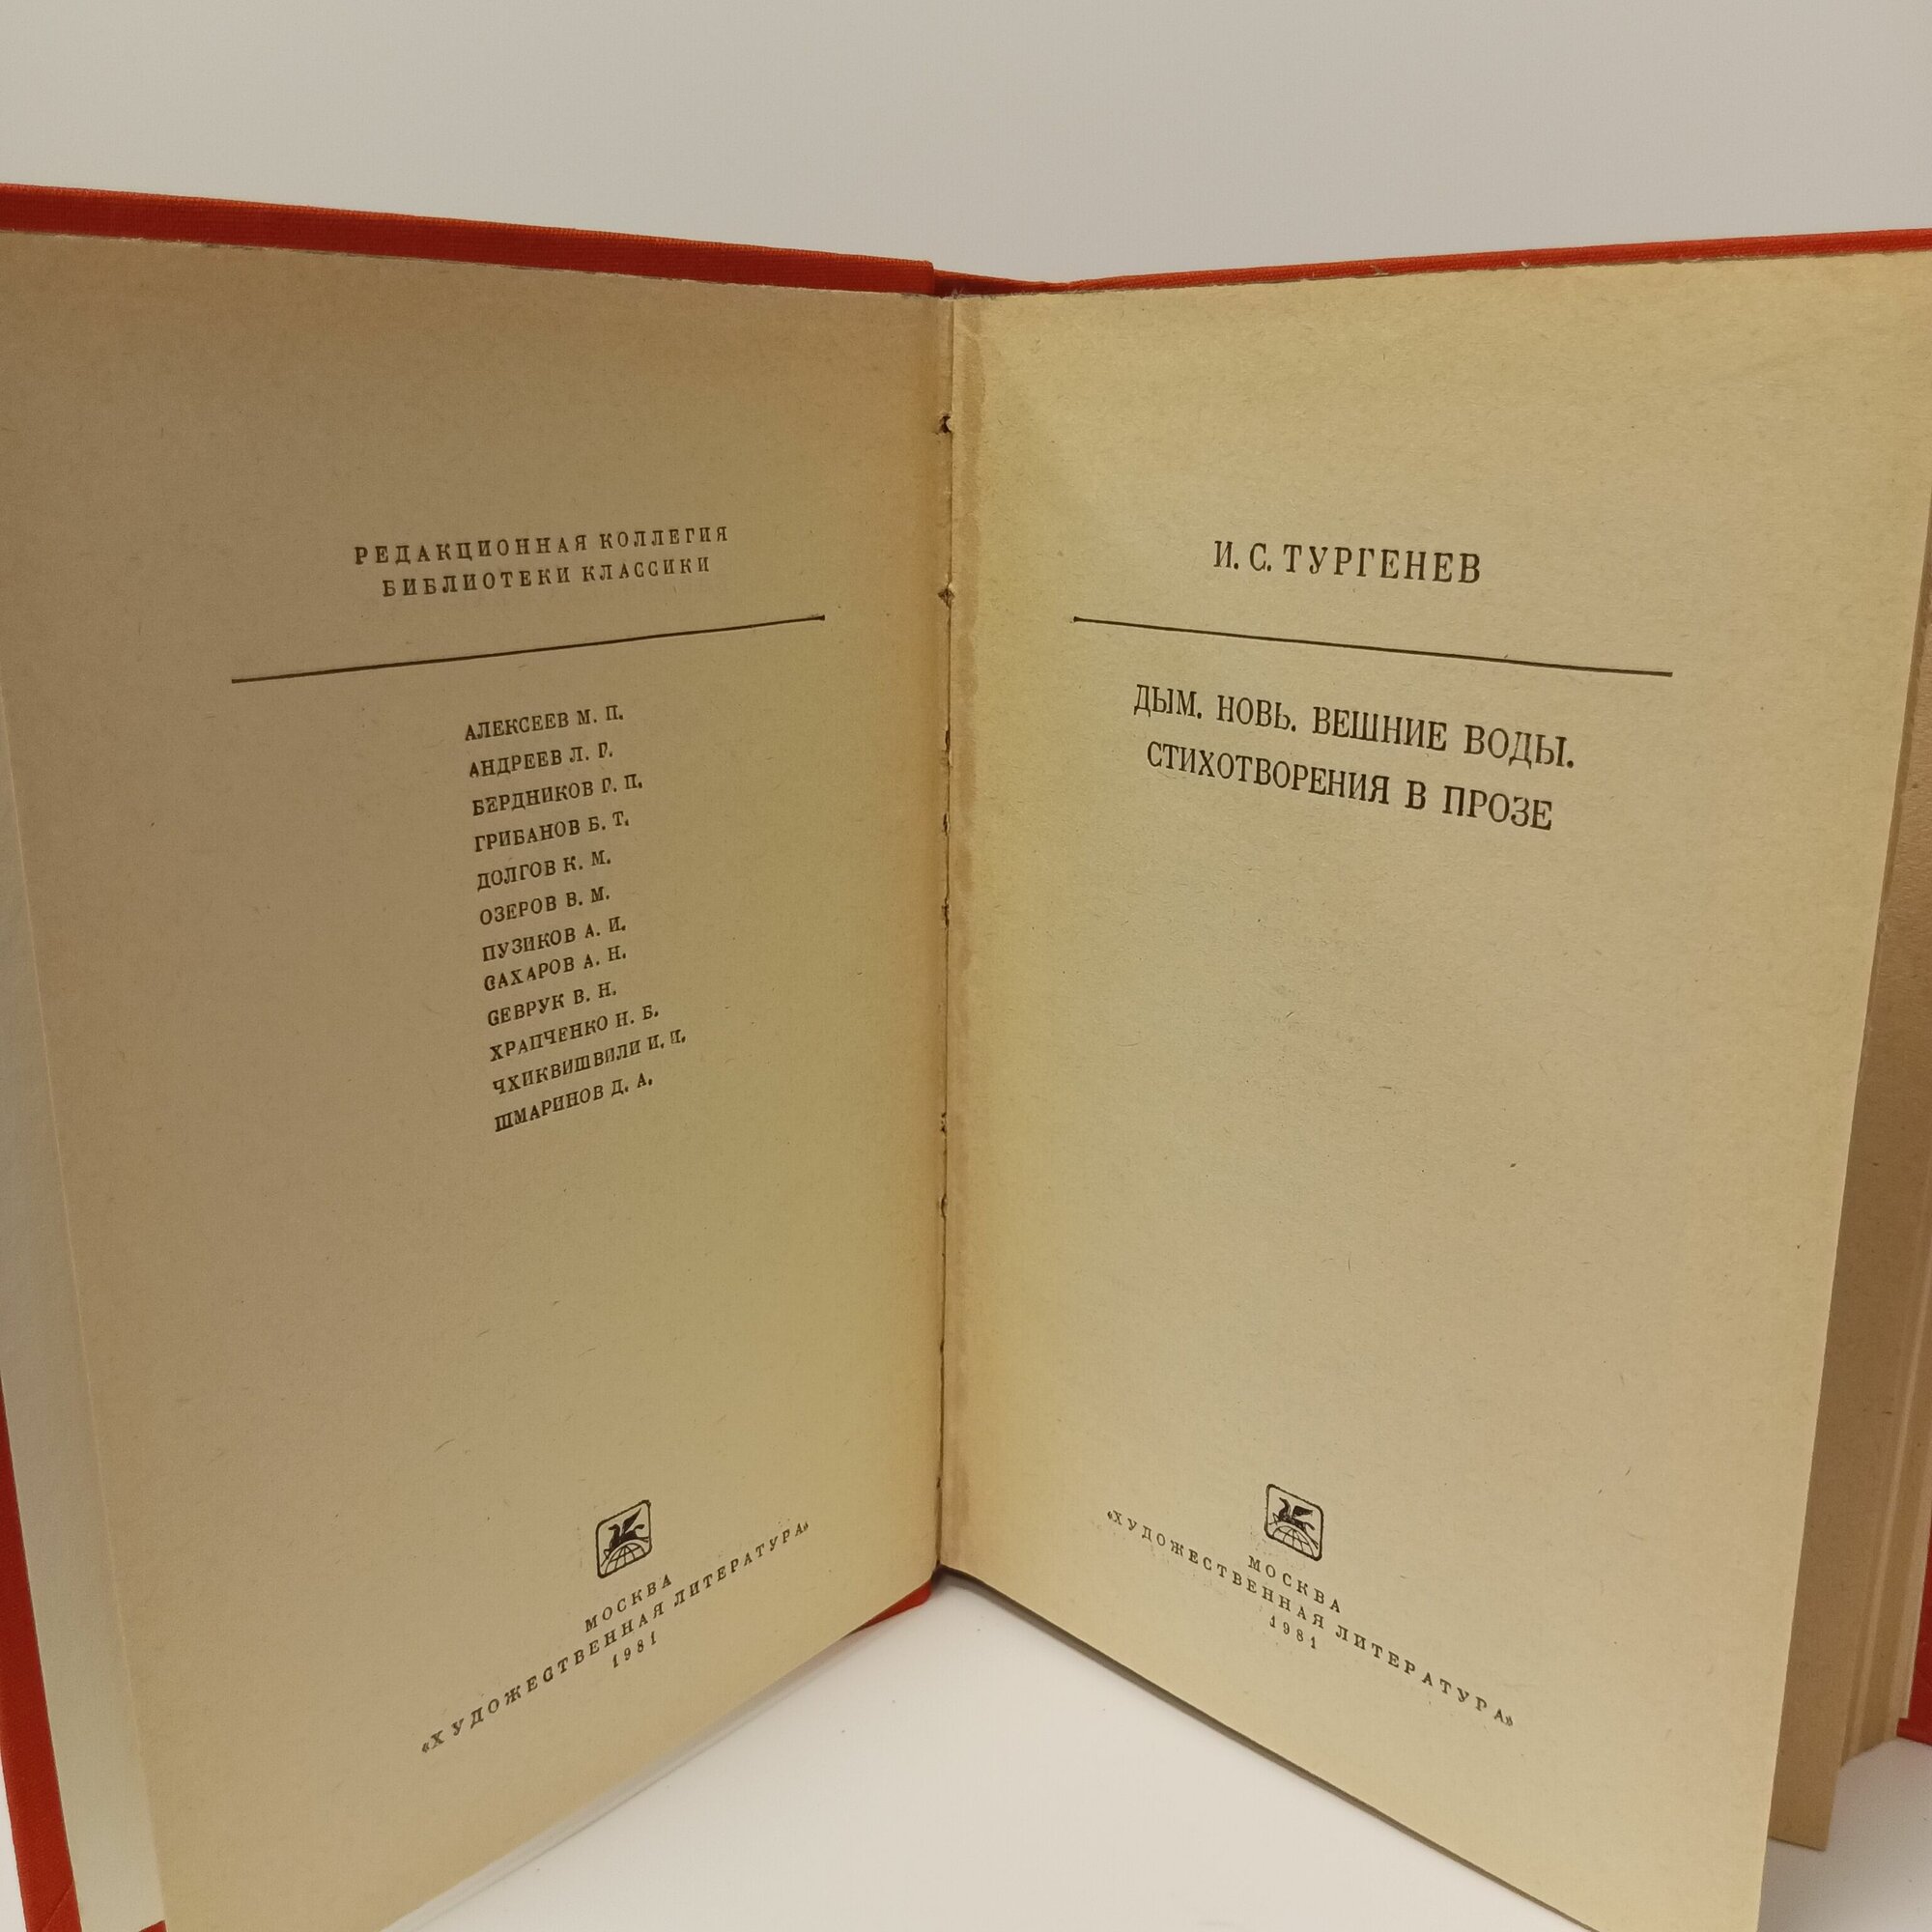 РЕДАКЦИОННАЯ КОЛЛЕГИЯ
БИБЛИОТЕКИ КЛАССИКИ
АЛЕКСЕЕВ М. П.
АНДРЕЕВ Л. Г.
БЕРДНИКОВ Г. П.
ГРИБАНОВ Б. Т.
ДОЛГОВ К. М.
ОЗЕРОВ В. М.
ПУЗИКОВ А. И.
САХАРОВ А. Н.
СЕВРУК В. Н.
ХРАПЧЕНКО Н. Б.
ЧХИКВИШВИЛИ И. И.
ШМАРИНОВ Д. А.
МОСКВА
«ХУДОЖЕСТВЕННАЯ ЛИТЕРАТУРА»
1981
И. С. ТУРГЕНЕВ
ДЫМ. НОВЬ. ВЕШНИЕ ВОДЫ.
СТИХОТВОРЕНИЯ В ПРОЗЕ
МОСКВА
«ХУДОЖЕСТВЕННАЯ ЛИТЕРАТУРА»
1981